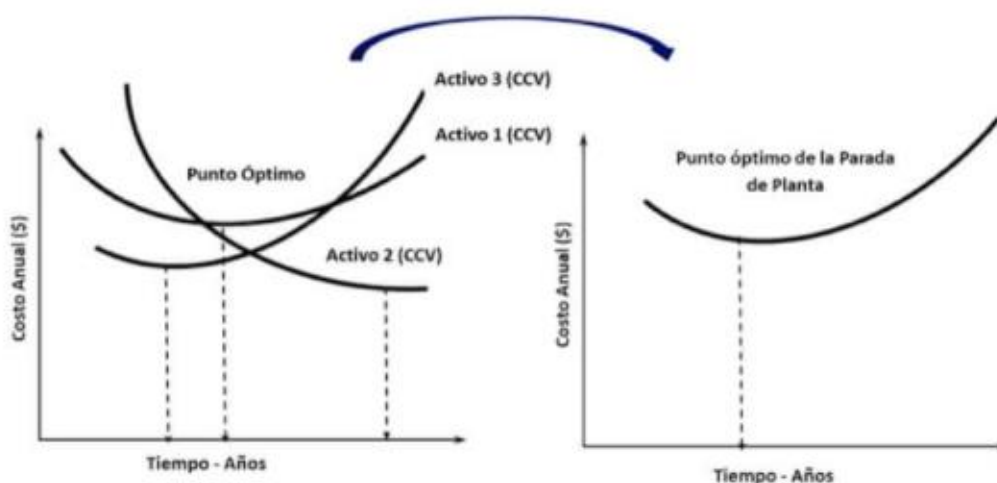 Activo 3 (CCV)
Activo 1 (CCV)
Punto Óptimo
Activo 2 (CCV)
Costo Anual ($)
Tiempo - Años
Punto óptimo de la Parada
de Planta
Costo Anual ($)
Tiempo - Años